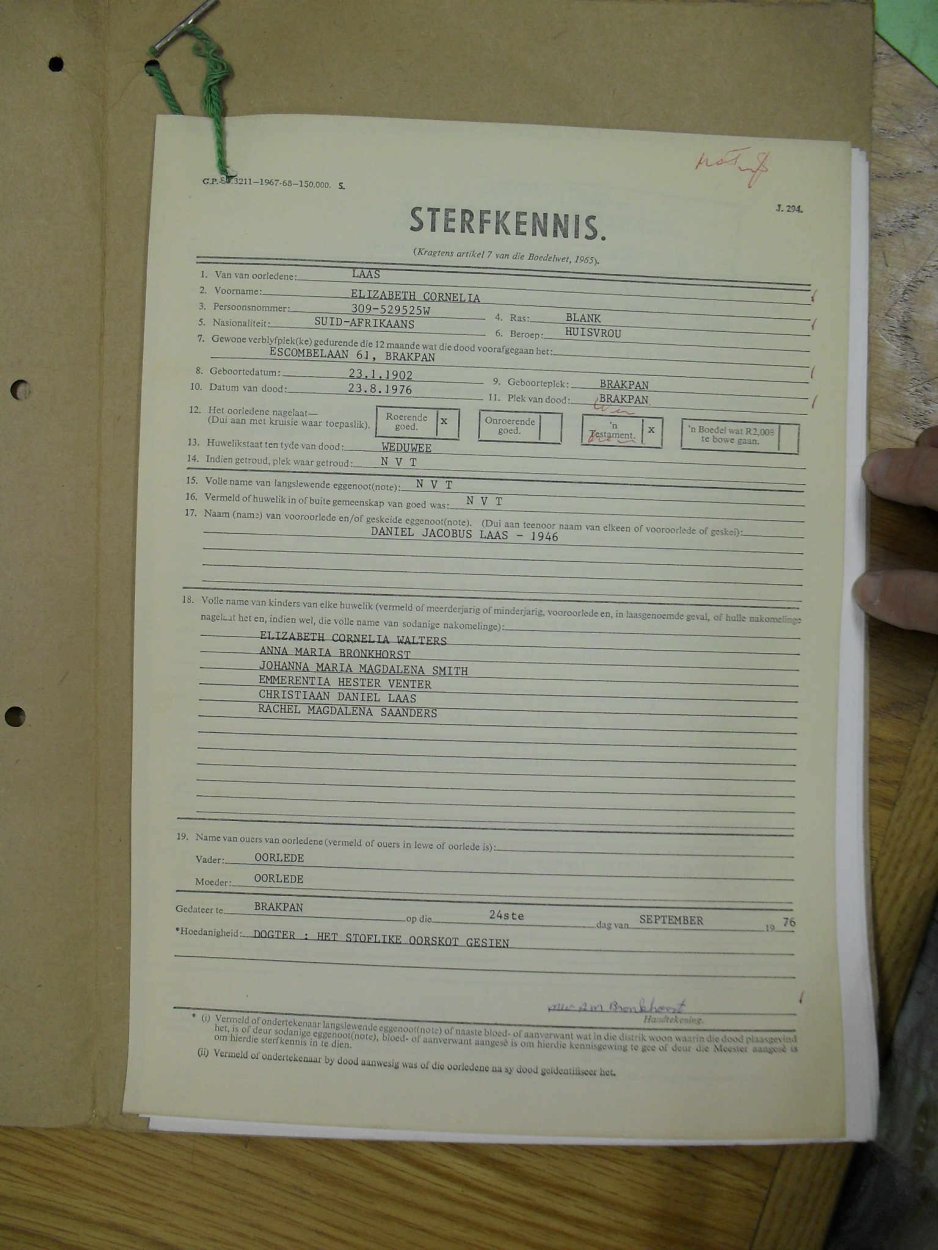 G.P.-S. 3211—1967-68—150,000. S.
J. 294.
STERFKENNIS.
(Kragtens artikel 7 van die Boedelwet, 1965).
1. Van van oorledene: LAAS
2. Voorname: ELIZABETH CORNELIA
3. Persoonsnommer: 309-529525W 4. Ras: BLANK
5. Nasionaliteit: SUID-AFRIKAANS 6. Beroep: HUISVROU
7. Gewone verblyfplek(ke) gedurende die 12 maande wat die dood voorafgegaan het:
ESCOMBELAAN 61, BRAKPAN
8. Geboortedatum: 23.1.1902 9. Geboorteplek: BRAKPAN
10. Datum van dood: 23.8.1976 11. Plek van dood: BRAKPAN
12. Het oorledene nagelaat—
(Dui aan met kruisie waar toepaslik).
Roerende goed. x
Onroerende goed.
'n Testament. x
'n Boedel wat R2,000 te bowe gaan.
13. Huwelikstaat ten tyde van dood: WEDUWEE
14. Indien getroud, plek waar getroud: N V T
15. Volle name van langslewende eggenoot(note): N V T
16. Vermeld of huwelik in of buite gemeenskap van goed was: N V T
17. Naam (name) van vooroorlede en/of geskeide eggenoot(note). (Dui aan teenoor naam van elkeen of vooroorlede of geskei):
DANIEL JACOBUS LAAS - 1946
18. Volle name van kinders van elke huwelik (vermeld of meerderjarig of minderjarig, vooroorlede en, in laasgenoemde geval, of hulle nakomelinge
nagelaat het en, indien wel, die volle name van sodanige nakomelinge):
ELIZABETH CORNELIA WALTERS
ANNA MARIA BRONKHORST
JOHANNA MARIA MAGDALENA SMITH
EMMERENTIA HESTER VENTER
CHRISTIAAN DANIEL LAAS
RACHEL MAGDALENA SAANDERS
19. Name van ouers van oorledene (vermeld of ouers in lewe of oorlede is):
Vader: OORLEDE
Moeder: OORLEDE
Gedateer te BRAKPAN op die 24ste dag van SEPTEMBER 19 76
*Hoedanigheid: DOGTER : HET STOFLIKE OORSKOT GESIEN
A M Bronkhorst
Handtekening.
* (i) Vermeld of ondertekenaar langslewende eggenoot(note) of naaste bloed- of aanverwant wat in die distrik woon waarin die dood plaasgevind
het, is of deur sodanige eggenoot(note), bloed- of aanverwant aangesê is om hierdie kennisgewing te gee of deur die Meester aangesê is
om hierdie sterfkennis in te dien.
(ii) Vermeld of ondertekenaar by dood aanwesig was of die oorledene na sy dood geïdentifiseer het.